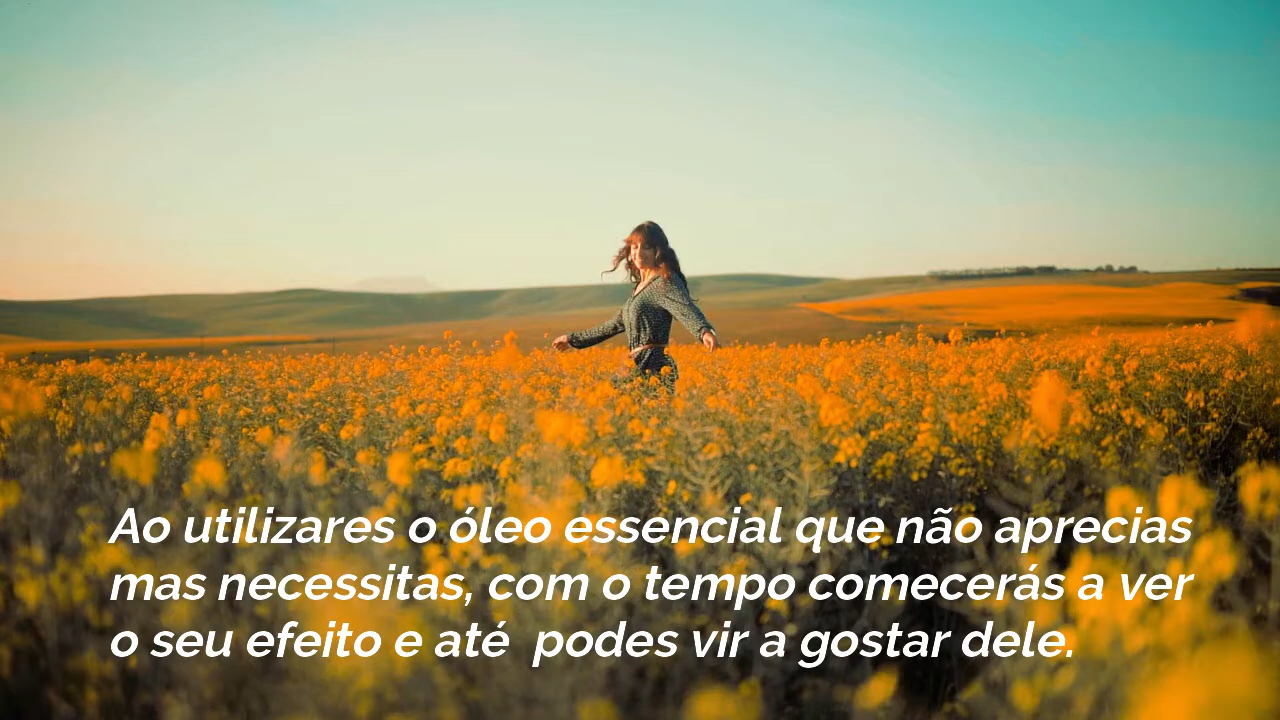 Ao utilizares o óleo essencial que não aprecias
mas necessitas, com o tempo comecerás a ver
o seu efeito e até  podes vir a gostar dele.